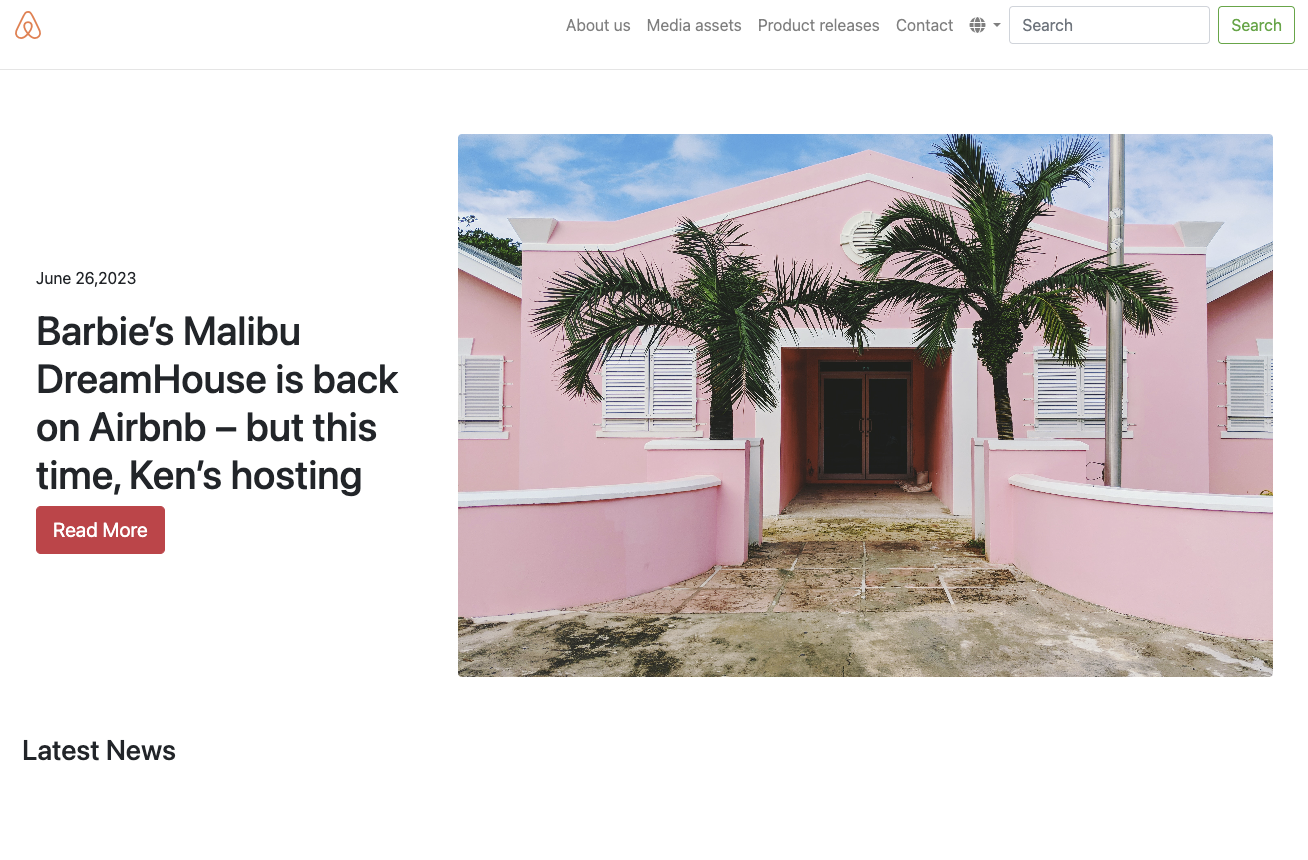 About us Media assets Product releases Contact Search Search
June 26,2023
Barbie’s Malibu
DreamHouse is back
on Airbnb – but this
time, Ken’s hosting
Read More
Latest News